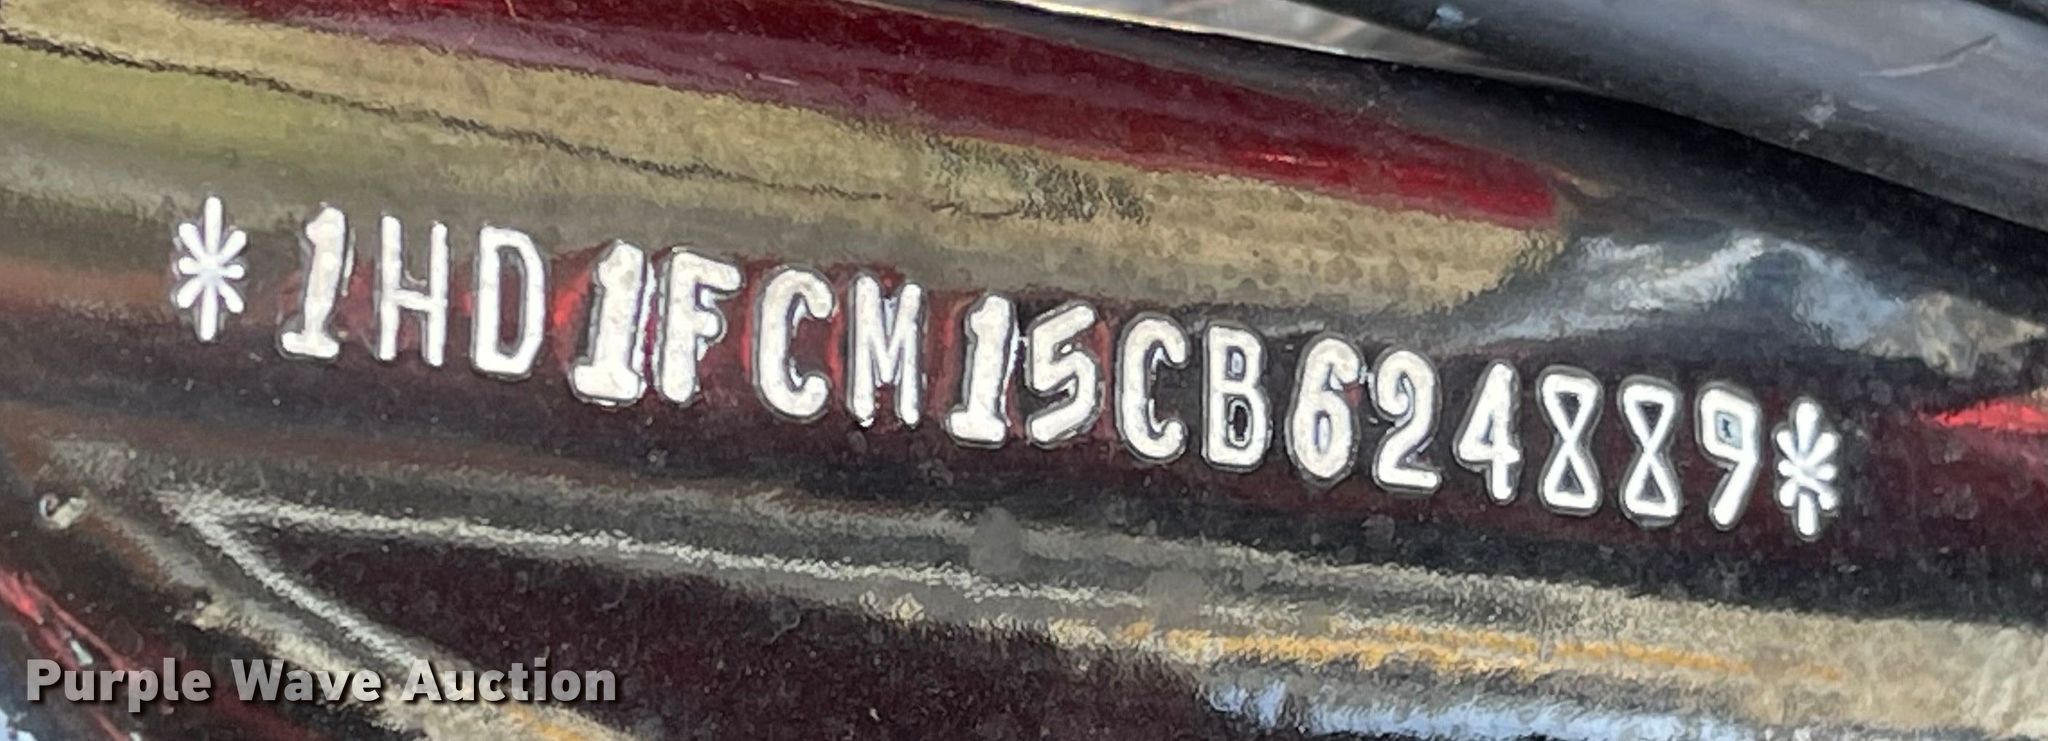 *1HD1FCM15CB624889*
Purple Wave Auction